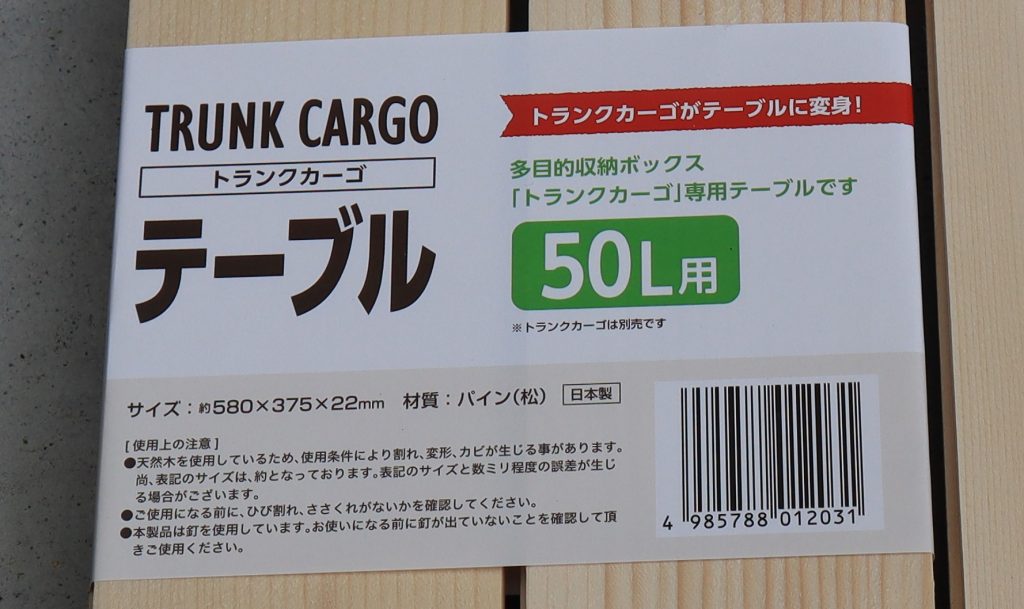 TRUNK CARGO
トランクカーゴ
テーブル
トランクカーゴがテーブルに変身!
多目的収納ボックス
「トランクカーゴ」専用テーブルです
50L用
※トランクカーゴは別売です
サイズ：約580×375×22mm 材質：パイン(松) 日本製
[使用上の注意]
●天然木を使用しているため、使用条件により割れ、変形、カビが生じる事があります。
尚、表記のサイズは、約となっております。表記のサイズと数ミリ程度の誤差が生じ
る場合がございます。
●ご使用になる前に、ひび割れ、ささくれがないかを確認してください。
●本製品は釘を使用しています。お使いになる前に釘が出ていないことを確認して頂
きご使用ください。
4 985788 012031